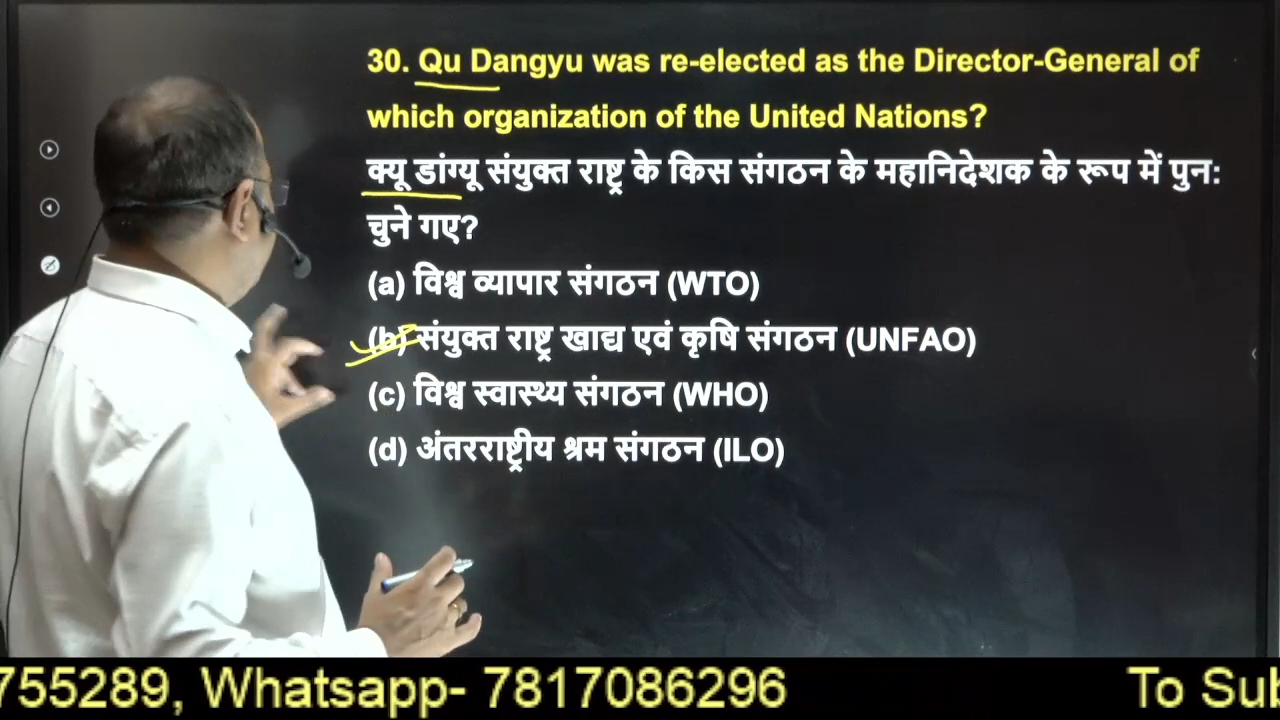 30. Qu Dangyu was re-elected as the Director-General of
which organization of the United Nations?
क्यू डांग्यू संयुक्त राष्ट्र के किस संगठन के महानिदेशक के रूप में पुन:
चुने गए?
(a) विश्व व्यापार संगठन (WTO)
(b) संयुक्त राष्ट्र खाद्य एवं कृषि संगठन (UNFAO)
(c) विश्व स्वास्थ्य संगठन (WHO)
(d) अंतरराष्ट्रीय श्रम संगठन (ILO)
755289, Whatsapp- 7817086296 To Sub